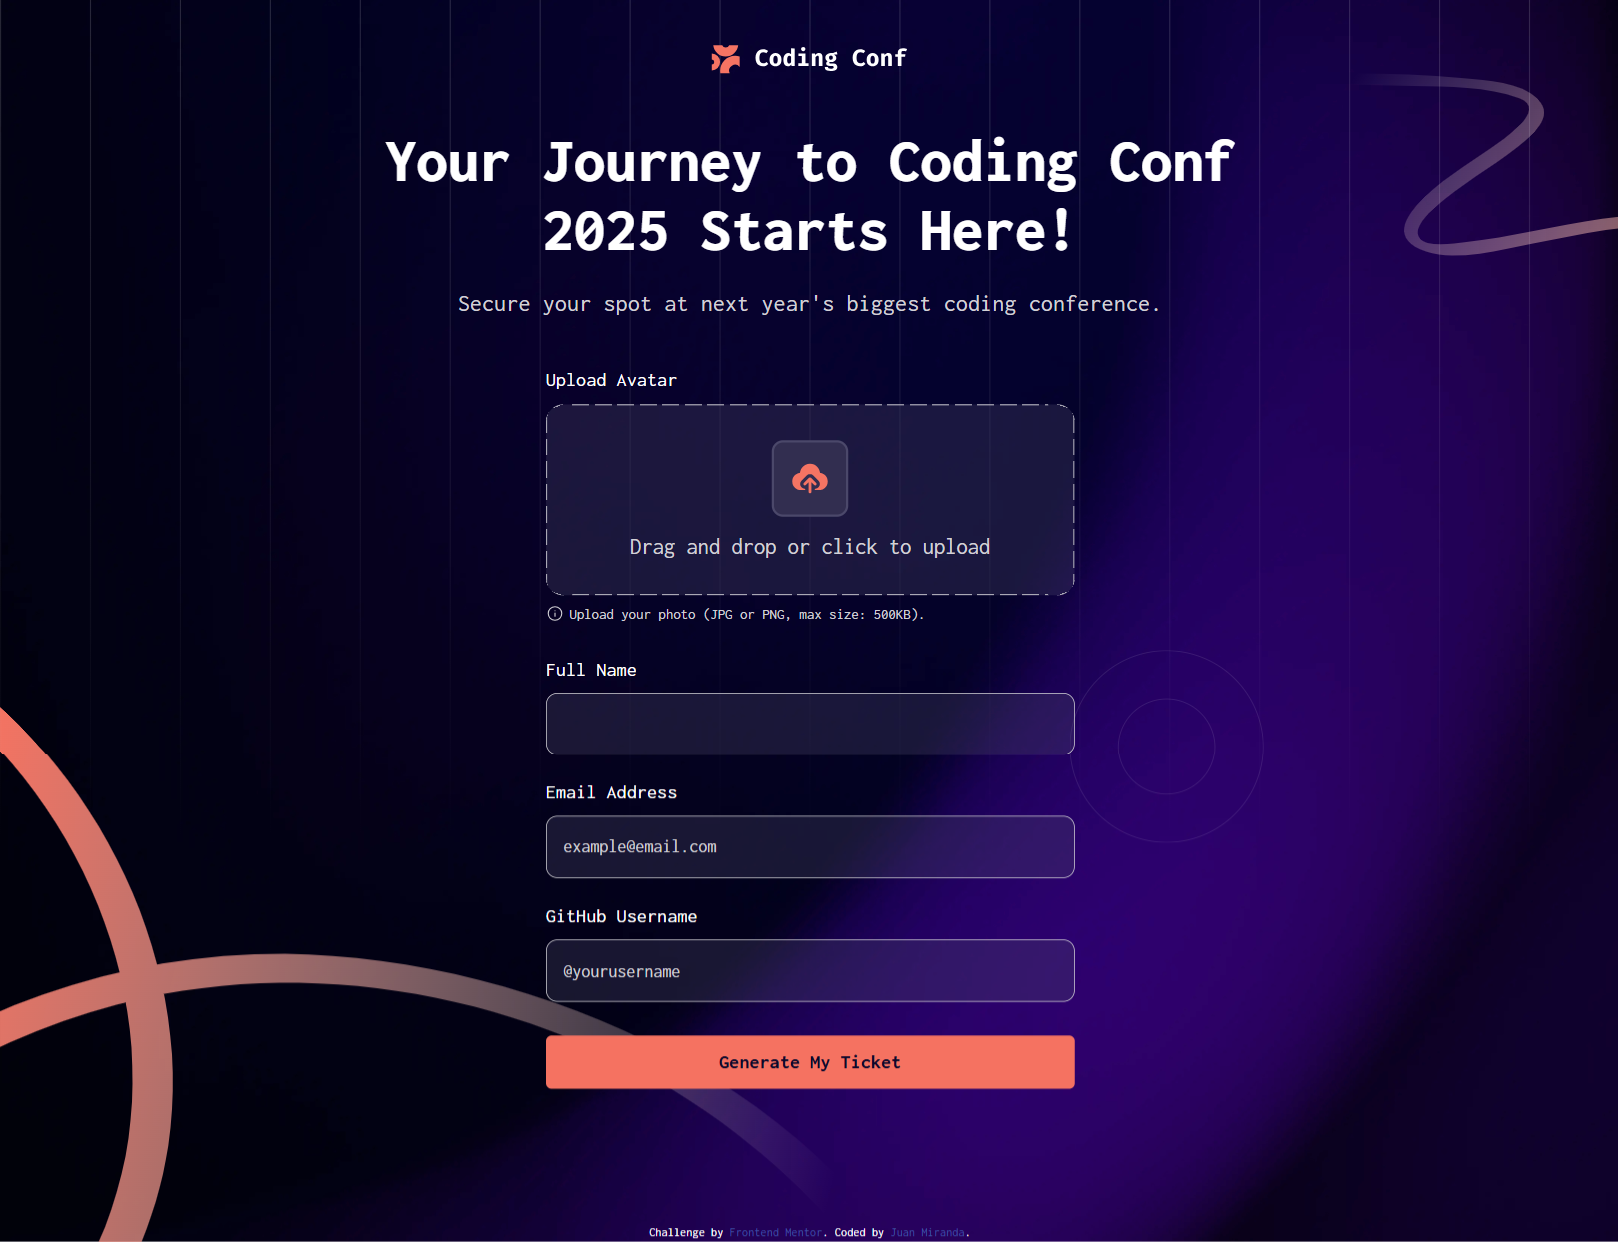 Coding Conf
Your Journey to Coding Conf
2025 Starts Here!
Secure your spot at next year's biggest coding conference.
Upload Avatar
Drag and drop or click to upload
Upload your photo (JPG or PNG, max size: 500KB).
Full Name
Email Address
example@email.com
GitHub Username
@yourusername
Generate My Ticket
Challenge by Frontend Mentor. Coded by Juan Miranda.